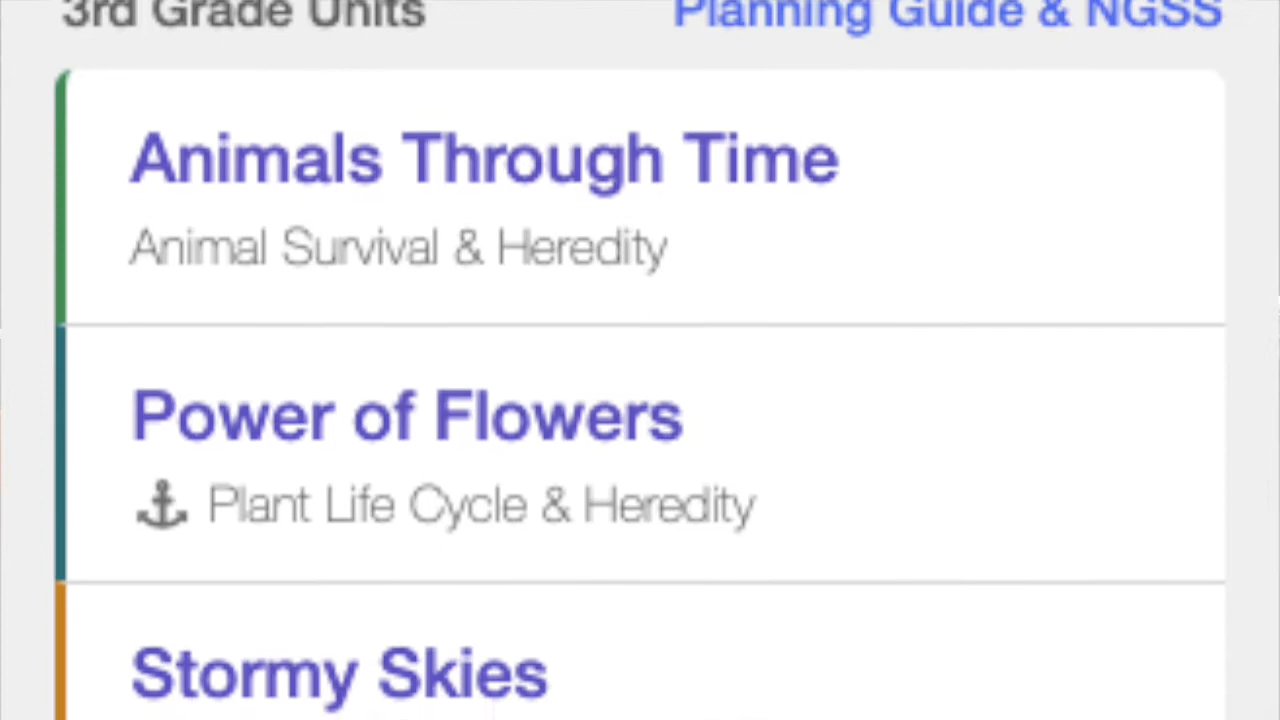 3rd Grade Units
Planning Guide & NGSS
Animals Through Time
Animal Survival & Heredity
Power of Flowers
Plant Life Cycle & Heredity
Stormy Skies